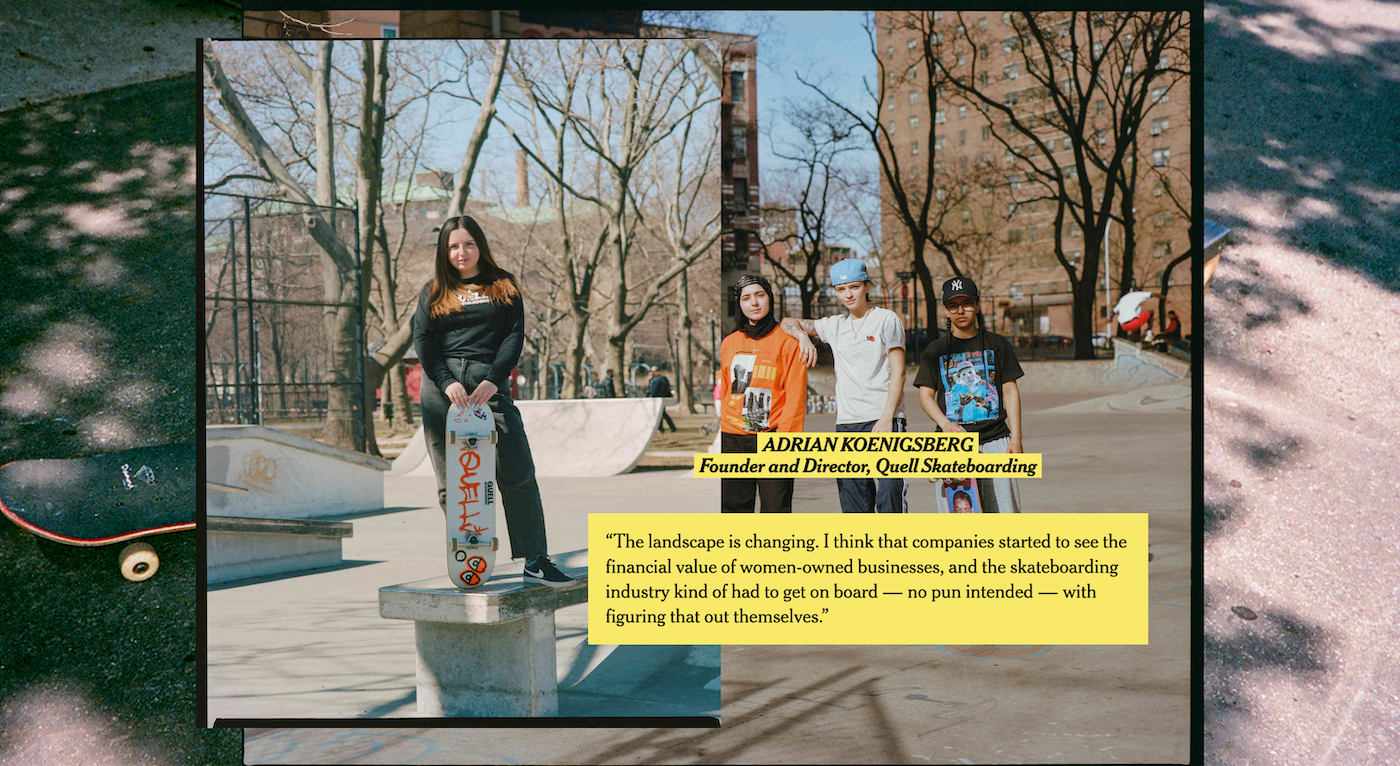 ADRIAN KOENIGSBERG
Founder and Director, Quell Skateboarding
“The landscape is changing. I think that companies started to see the
financial value of women-owned businesses, and the skateboarding
industry kind of had to get on board — no pun intended — with
figuring that out themselves.”
QUELL
QUELL
NY